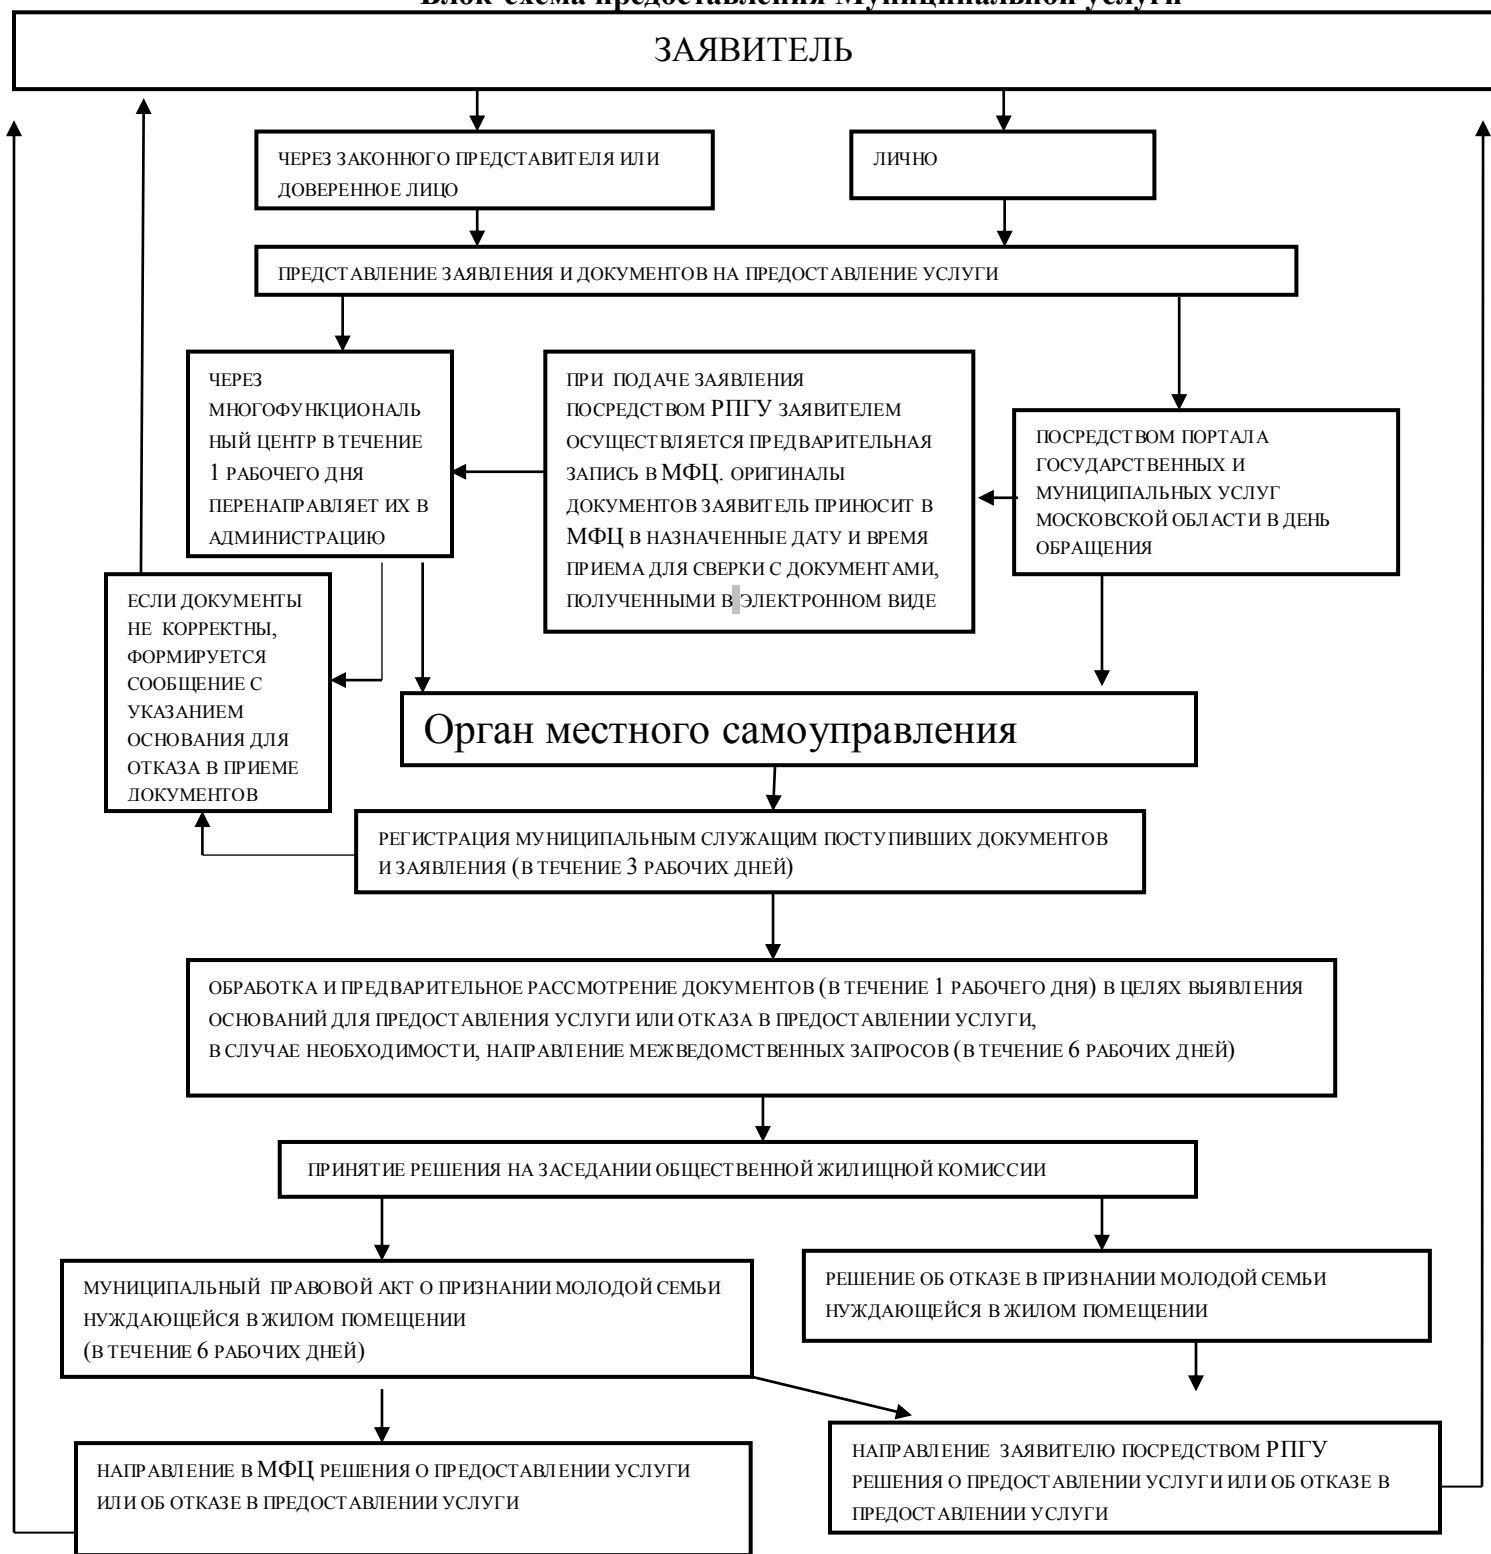 Блок-схема предоставления Муниципальной услуги
ЗАЯВИТЕЛЬ
ЧЕРЕЗ ЗАКОННОГО ПРЕДСТАВИТЕЛЯ ИЛИ
ДОВЕРЕННОЕ ЛИЦО
ЛИЧНО
ПРЕДСТАВЛЕНИЕ ЗАЯВЛЕНИЯ И ДОКУМЕНТОВ НА ПРЕДОСТАВЛЕНИЕ УСЛУГИ
ЧЕРЕЗ
МНОГОФУНКЦИОНАЛЬ
НЫЙ ЦЕНТР В ТЕЧЕНИЕ
1 РАБОЧЕГО ДНЯ
ПЕРЕНАПРАВЛЯЕТ ИХ В
АДМИНИСТРАЦИЮ
ПРИ ПОДАЧЕ ЗАЯВЛЕНИЯ
ПОСРЕДСТВОМ РПГУ ЗАЯВИТЕЛЕМ
ОСУЩЕСТВЛЯЕТСЯ ПРЕДВАРИТЕЛЬНАЯ
ЗАПИСЬ В МФЦ. ОРИГИНАЛЫ
ДОКУМЕНТОВ ЗАЯВИТЕЛЬ ПРИНОСИТ В
МФЦ В НАЗНАЧЕННЫЕ ДАТУ И ВРЕМЯ
ПРИЕМА ДЛЯ СВЕРКИ С ДОКУМЕНТАМИ,
ПОЛУЧЕННЫМИ В ЭЛЕКТРОННОМ ВИДЕ
ПОСРЕДСТВОМ ПОРТАЛА
ГОСУДАРСТВЕННЫХ И
МУНИЦИПАЛЬНЫХ УСЛУГ
МОСКОВСКОЙ ОБЛАСТИ В ДЕНЬ
ОБРАЩЕНИЯ
ЕСЛИ ДОКУМЕНТЫ
НЕ КОРРЕКТНЫ,
ФОРМИРУЕТСЯ
СООБЩЕНИЕ С
УКАЗАНИЕМ
ОСНОВАНИЯ ДЛЯ
ОТКАЗА В ПРИЕМЕ
ДОКУМЕНТОВ
Орган местного самоуправления
РЕГИСТРАЦИЯ МУНИЦИПАЛЬНЫМ СЛУЖАЩИМ ПОСТУПИВШИХ ДОКУМЕНТОВ
И ЗАЯВЛЕНИЯ (В ТЕЧЕНИЕ 3 РАБОЧИХ ДНЕЙ)
ОБРАБОТКА И ПРЕДВАРИТЕЛЬНОЕ РАССМОТРЕНИЕ ДОКУМЕНТОВ (В ТЕЧЕНИЕ 1 РАБОЧЕГО ДНЯ) В ЦЕЛЯХ ВЫЯВЛЕНИЯ
ОСНОВАНИЙ ДЛЯ ПРЕДОСТАВЛЕНИЯ УСЛУГИ ИЛИ ОТКАЗА В ПРЕДОСТАВЛЕНИИ УСЛУГИ,
В СЛУЧАЕ НЕОБХОДИМОСТИ, НАПРАВЛЕНИЕ МЕЖВЕДОМСТВЕННЫХ ЗАПРОСОВ (В ТЕЧЕНИЕ 6 РАБОЧИХ ДНЕЙ)
ПРИНЯТИЕ РЕШЕНИЯ НА ЗАСЕДАНИИ ОБЩЕСТВЕННОЙ ЖИЛИЩНОЙ КОМИССИИ
МУНИЦИПАЛЬНЫЙ ПРАВОВОЙ АКТ О ПРИЗНАНИИ МОЛОДОЙ СЕМЬИ
НУЖДАЮЩЕЙСЯ В ЖИЛОМ ПОМЕЩЕНИИ
(В ТЕЧЕНИЕ 6 РАБОЧИХ ДНЕЙ)
РЕШЕНИЕ ОБ ОТКАЗЕ В ПРИЗНАНИИ МОЛОДОЙ СЕМЬИ
НУЖДАЮЩЕЙСЯ В ЖИЛОМ ПОМЕЩЕНИИ
НАПРАВЛЕНИЕ В МФЦ РЕШЕНИЯ О ПРЕДОСТАВЛЕНИИ УСЛУГИ
ИЛИ ОБ ОТКАЗЕ В ПРЕДОСТАВЛЕНИИ УСЛУГИ
НАПРАВЛЕНИЕ ЗАЯВИТЕЛЮ ПОСРЕДСТВОМ РПГУ
РЕШЕНИЯ О ПРЕДОСТАВЛЕНИИ УСЛУГИ ИЛИ ОБ ОТКАЗЕ В
ПРЕДОСТАВЛЕНИИ УСЛУГИ